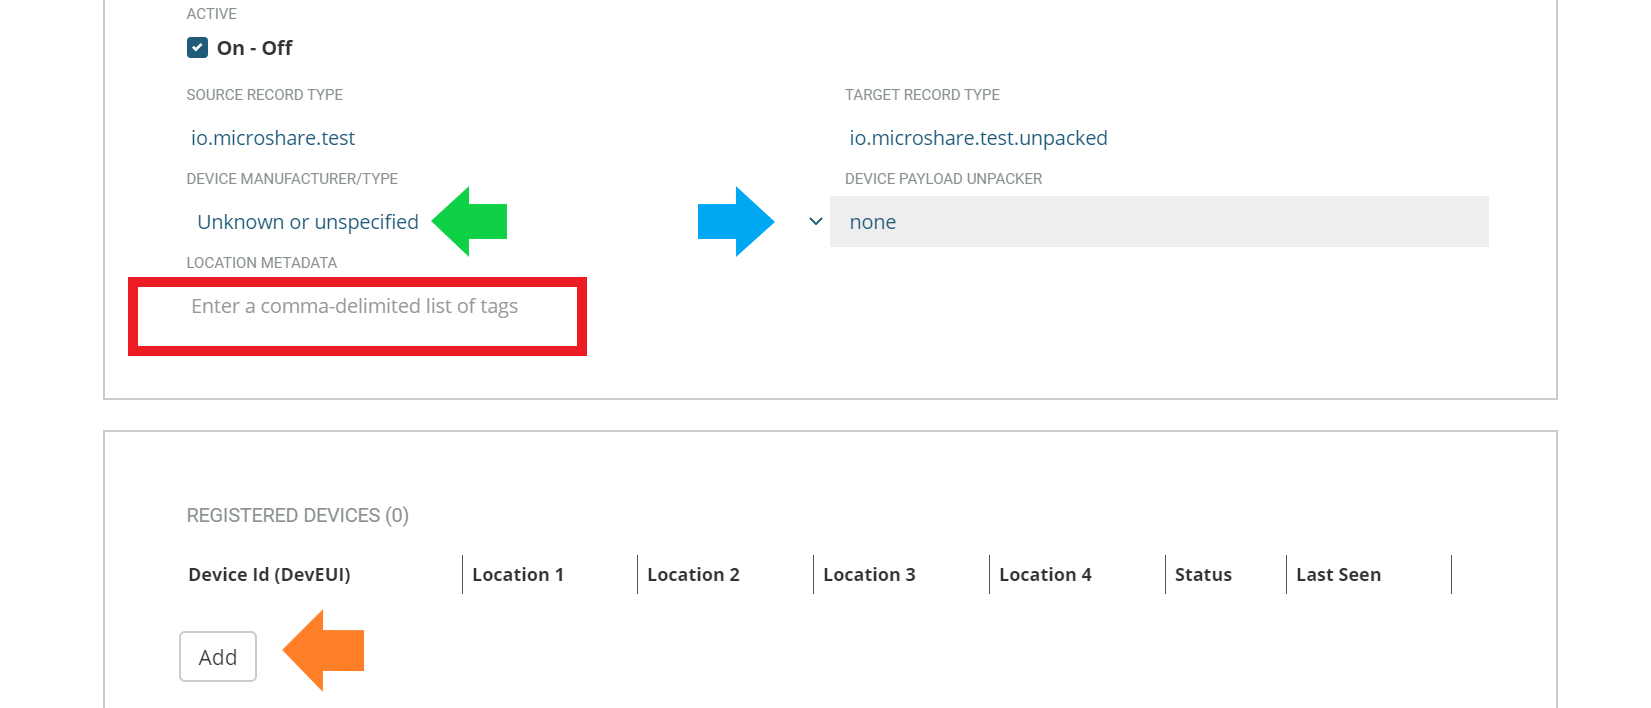 ACTIVE
On - Off
SOURCE RECORD TYPE
TARGET RECORD TYPE
io.microshare.test
io.microshare.test.unpacked
DEVICE MANUFACTURER/TYPE
DEVICE PAYLOAD UNPACKER
Unknown or unspecified
none
LOCATION METADATA
Enter a comma-delimited list of tags
REGISTERED DEVICES (0)
Device Id (DevEUI) Location 1 Location 2 Location 3 Location 4 Status Last Seen
Add